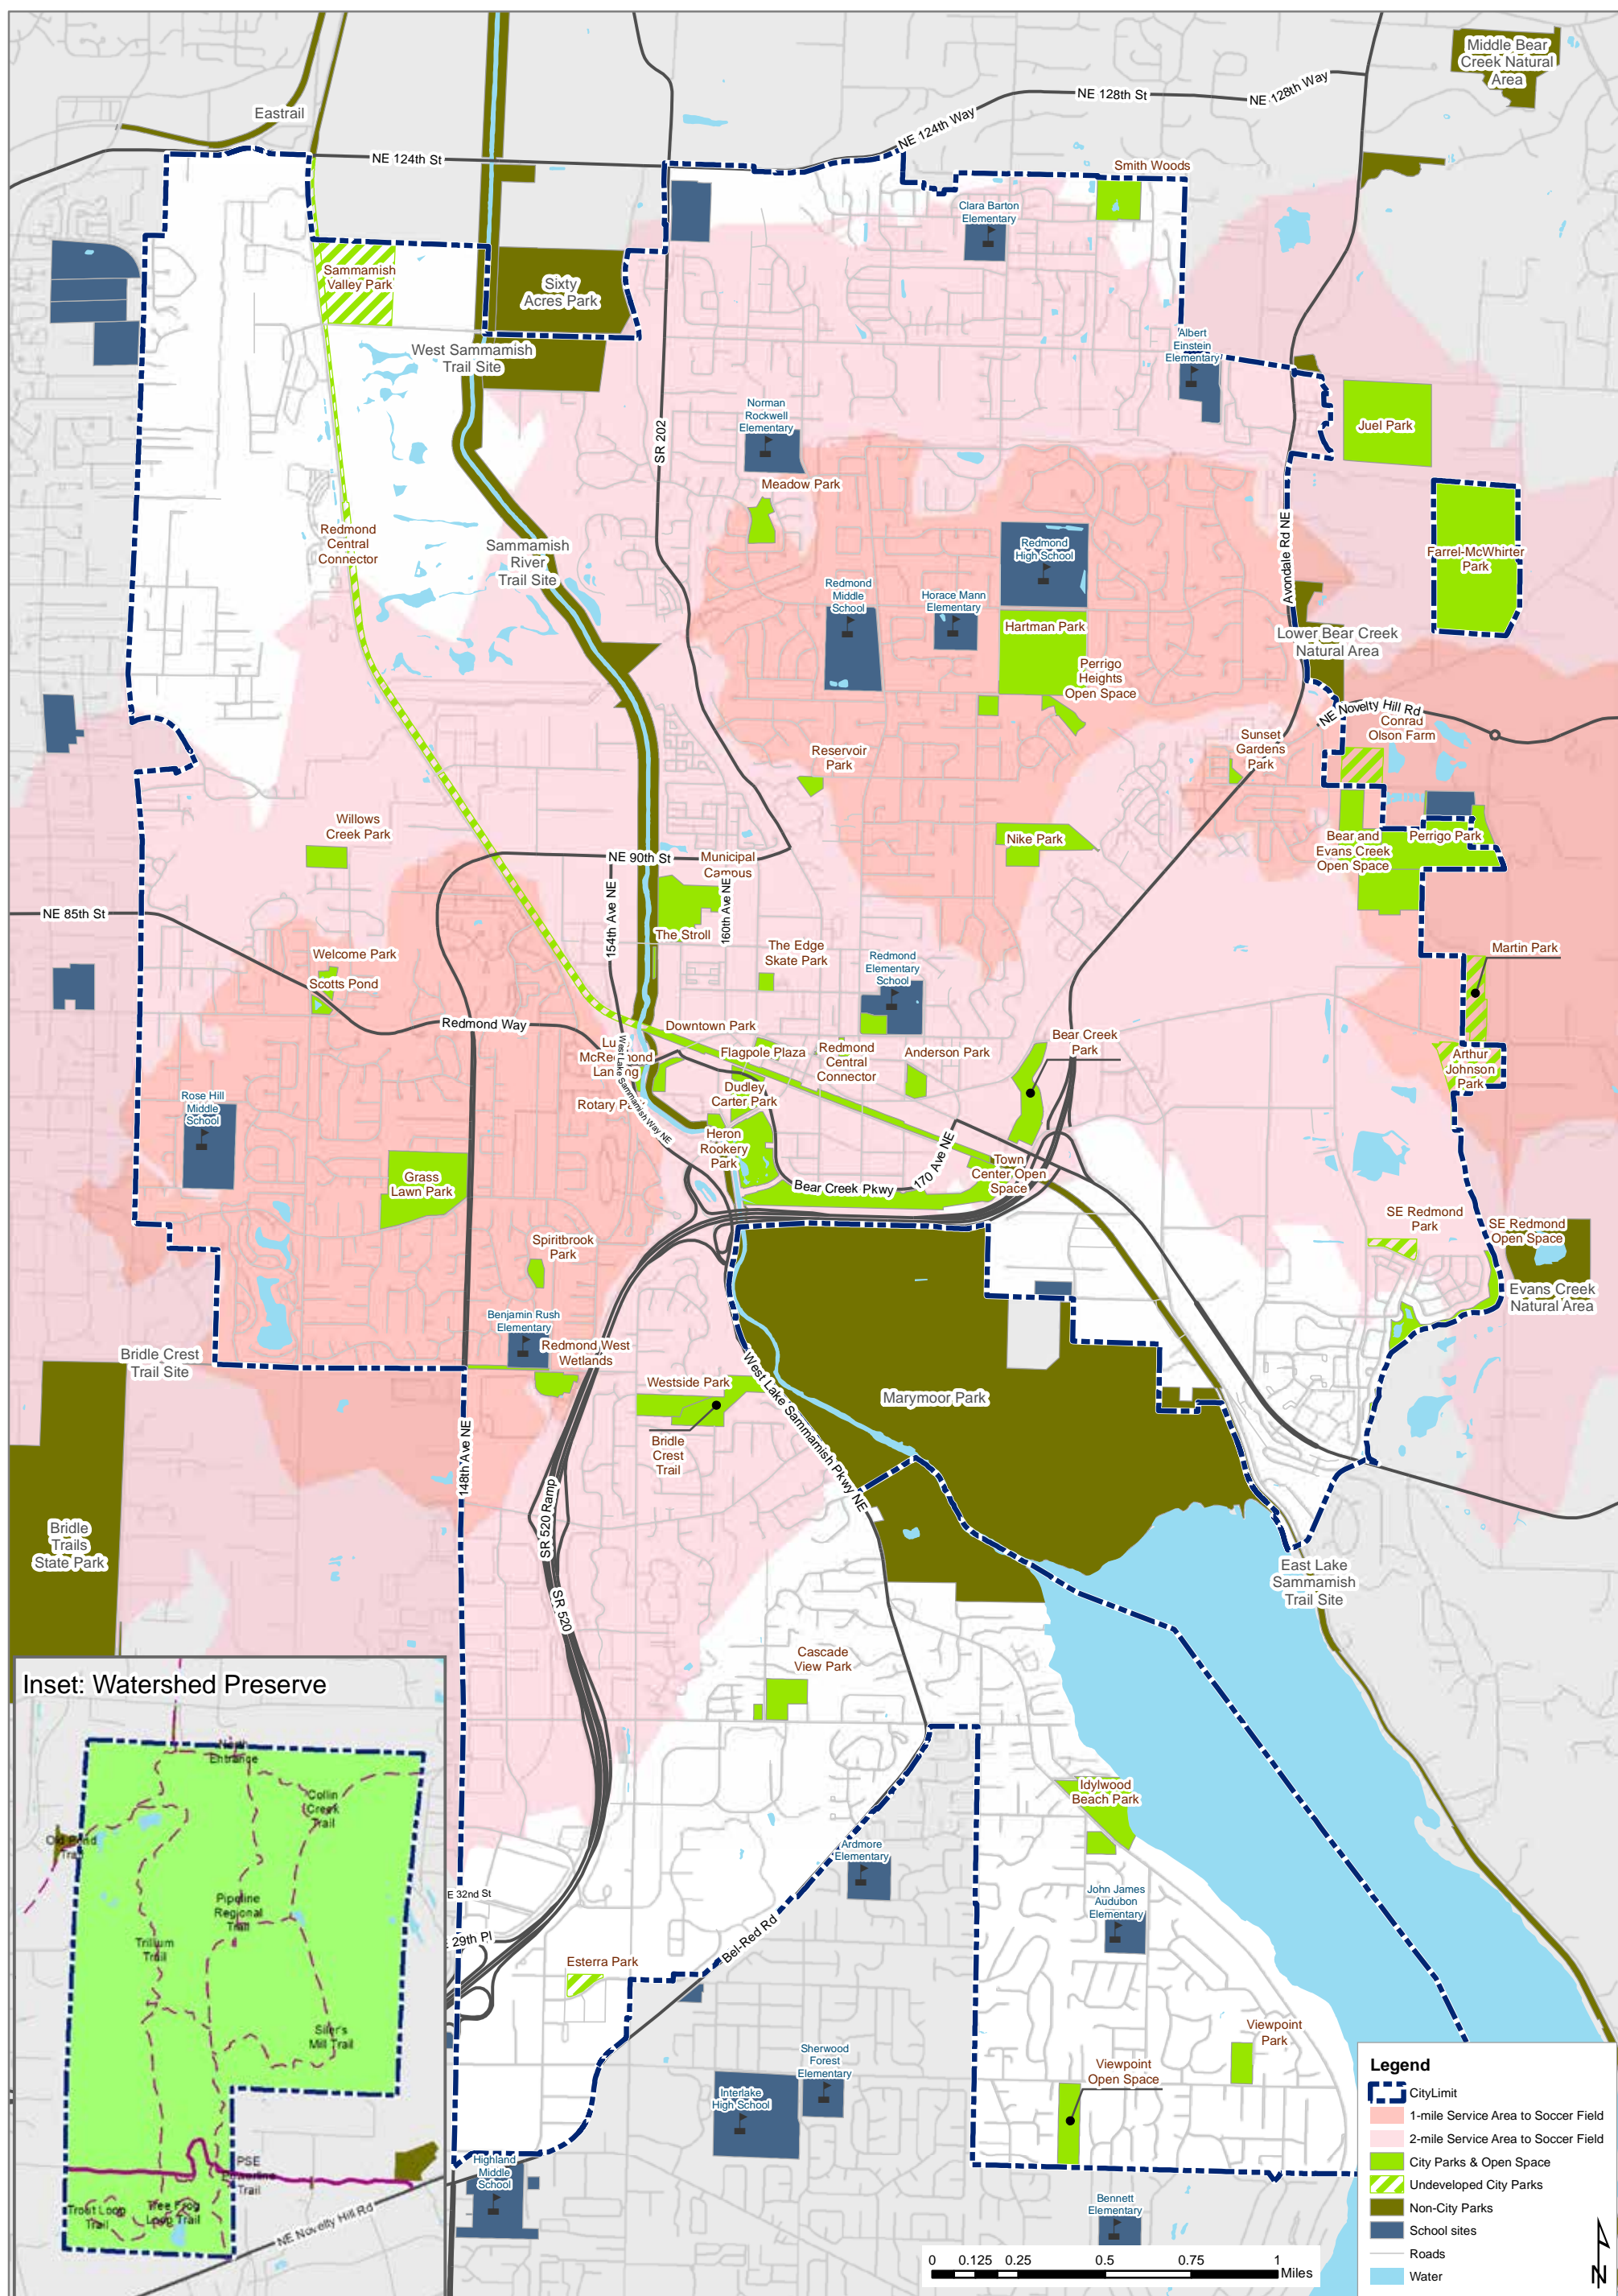 Middle Bear
Creek Natural
Area
Eastrail
NE 128th St
NE 128th Way
NE 124th Way
NE 124th St
Smith Woods
Clara Barton
Elementary
Sammamish
Valley Park
Sixty
Acres Park
West Sammamish
Trail Site
Albert
Einstein
Elementary
Norman
Rockwell
Elementary
SR 202
Juel Park
Meadow Park
Redmond
Central
Connector
Sammamish
River
Trail Site
Redmond
High School
Avondale Rd NE
Farrel-McWhirter
Park
Redmond
Middle
School
Horace Mann
Elementary
Hartman Park
Lower Bear Creek
Natural Area
Perrigo
Heights
Open Space
NE Novelty Hill Rd
Conrad
Olson Farm
Sunset
Gardens
Park
Reservoir
Park
Willows
Creek Park
Nike Park
Bear and
Evans Creek
Open Space
Perrigo Park
NE 90th St
Municipal
Campus
154th Ave NE
160th Ave NE
NE 85th St
The Stroll
The Edge
Skate Park
Welcome Park
Scotts Pond
Redmond
Elementary
School
Martin Park
Redmond Way
Downtown Park
Flagpole Plaza
Redmond
Central
Connector
Anderson Park
Bear Creek
Park
Arthur
Johnson
Park
McRedmond
West Lake Sammamish Way NE
Dudley
Carter Park
Rotary
Rose Hill
Middle
School
Heron
Rookery
Park
170 Ave NE
Town
Center Open
Space
Bear Creek Pkwy
Grass
Lawn Park
SE Redmond
Park
SE Redmond
Open Space
Spiritbrook
Park
Evans Creek
Natural Area
Benjamin Rush
Elementary
Redmond West
Wetlands
Bridle Crest
Trail Site
Westside Park
West Lake Sammamish Pkwy NE
Marymoor Park
Bridle
Crest
Trail
148th Ave NE
SR 520 Ramp
SR 520
Bridle
Trails
State Park
East Lake
Sammamish
Trail Site
Cascade
View Park
Idylwood
Beach Park
Ardmore
Elementary
John James
Audubon
Elementary
E 32nd St
29th Pl
Bel-Red Rd
Esterra Park
Viewpoint
Park
Viewpoint
Open Space
Sherwood
Forest
Elementary
Interlake
High School
Highland
Middle
School
Bennett
Elementary
Inset: Watershed Preserve
North
Entrance
Collin
Creek
Trail
Old Pond
Trail
Pipeline
Regional
Trail
Trillium
Trail
Siler's
Mill Trail
PSE
Powerline
Trail
Trout Loop
Trail
Tree Frog
Loop Trail
NE Novelty Hill Rd
0 0.125 0.25 0.5 0.75 1
Miles
Legend
CityLimit
1-mile Service Area to Soccer Field
2-mile Service Area to Soccer Field
City Parks & Open Space
Undeveloped City Parks
Non-City Parks
School sites
Roads
Water
N